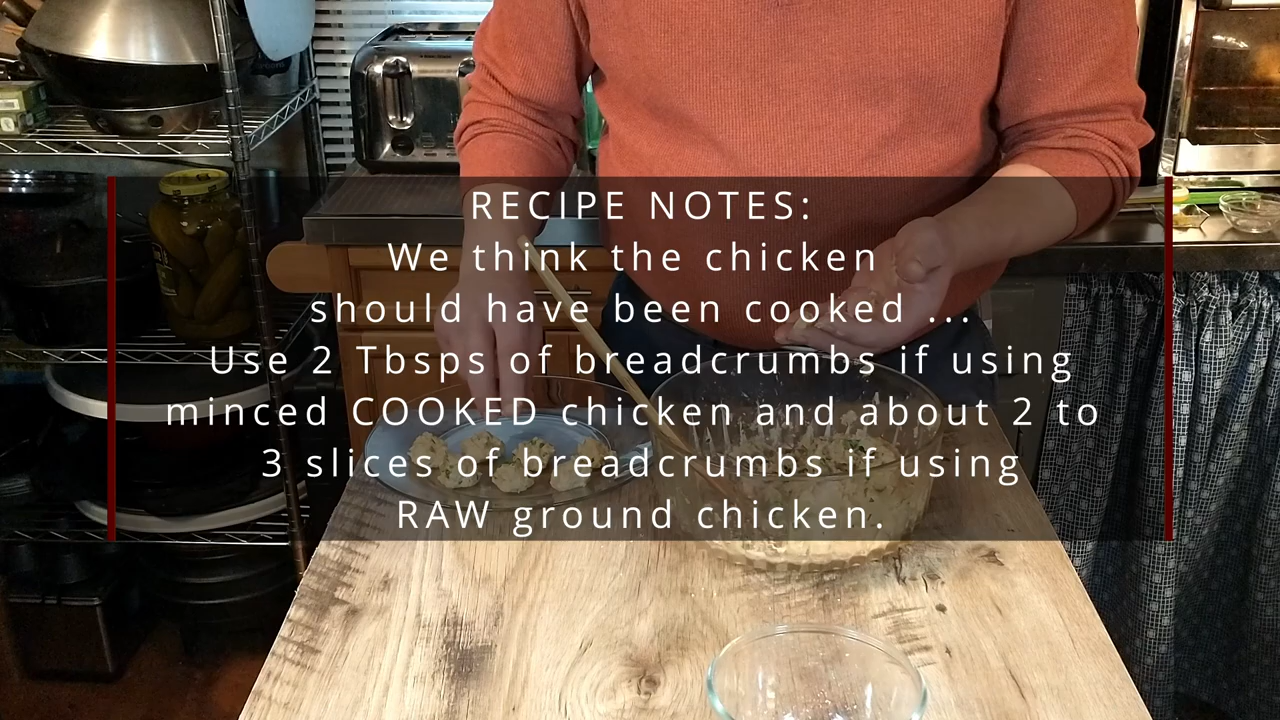 RECIPE NOTES:
We think the chicken
should have been cooked ...
Use 2 Tbsps of breadcrumbs if using
minced COOKED chicken and about 2 to
3 slices of breadcrumbs if using
RAW ground chicken.